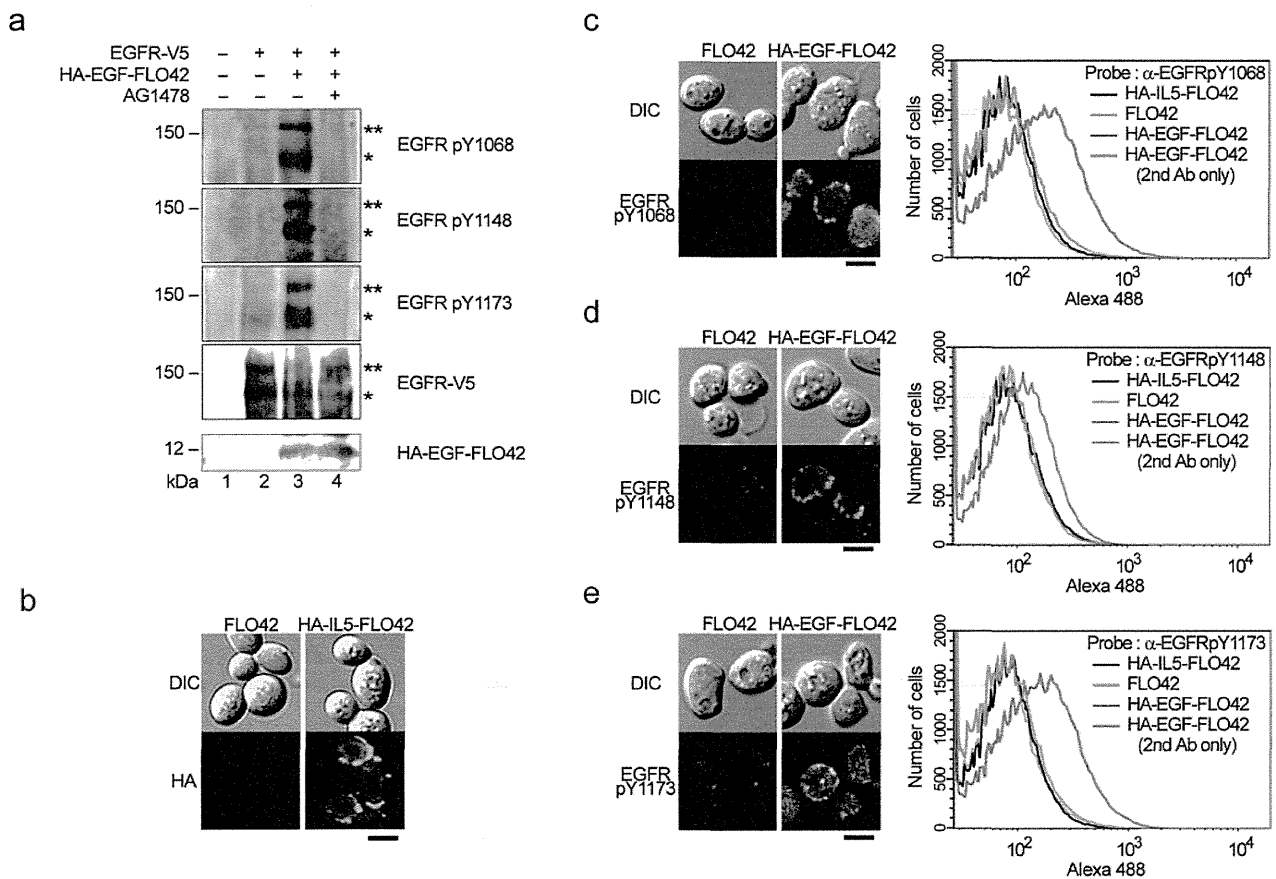 a
EGFR-V5 – + + +
HA-EGF-FLO42 – – + +
AG1478 – – – +
150 –
**
*
EGFR pY1068
150 –
**
*
EGFR pY1148
150 –
**
*
EGFR pY1173
150 –
**
*
EGFR-V5
12 –
HA-EGF-FLO42
kDa 1 2 3 4
b
FLO42 HA-IL5-FLO42
DIC
HA
c
FLO42 HA-EGF-FLO42
DIC
EGFR
pY1068
Number of cells
2000
1500
1000
500
0
Probe : α-EGFRpY1068
HA-IL5-FLO42
FLO42
HA-EGF-FLO42
HA-EGF-FLO42
(2nd Ab only)
10² 10³ 10⁴
Alexa 488
d
FLO42 HA-EGF-FLO42
DIC
EGFR
pY1148
Number of cells
2000
1500
1000
500
0
Probe : α-EGFRpY1148
HA-IL5-FLO42
FLO42
HA-EGF-FLO42
HA-EGF-FLO42
(2nd Ab only)
10² 10³ 10⁴
Alexa 488
e
FLO42 HA-EGF-FLO42
DIC
EGFR
pY1173
Number of cells
2000
1500
1000
500
0
Probe : α-EGFRpY1173
HA-IL5-FLO42
FLO42
HA-EGF-FLO42
HA-EGF-FLO42
(2nd Ab only)
10² 10³ 10⁴
Alexa 488